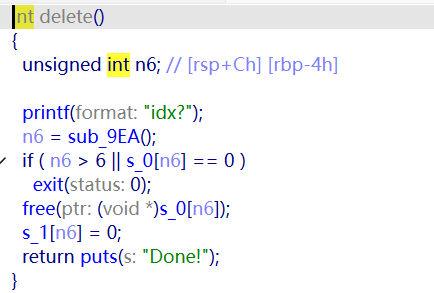 int delete()
{
unsigned int n6; // [rsp+Ch] [rbp-4h]
printf(format: "idx?");
n6 = sub_9EA();
if ( n6 > 6 || s_0[n6] == 0 )
exit(status: 0);
free(ptr: (void *)s_0[n6]);
s_1[n6] = 0;
return puts(s: "Done!");
}